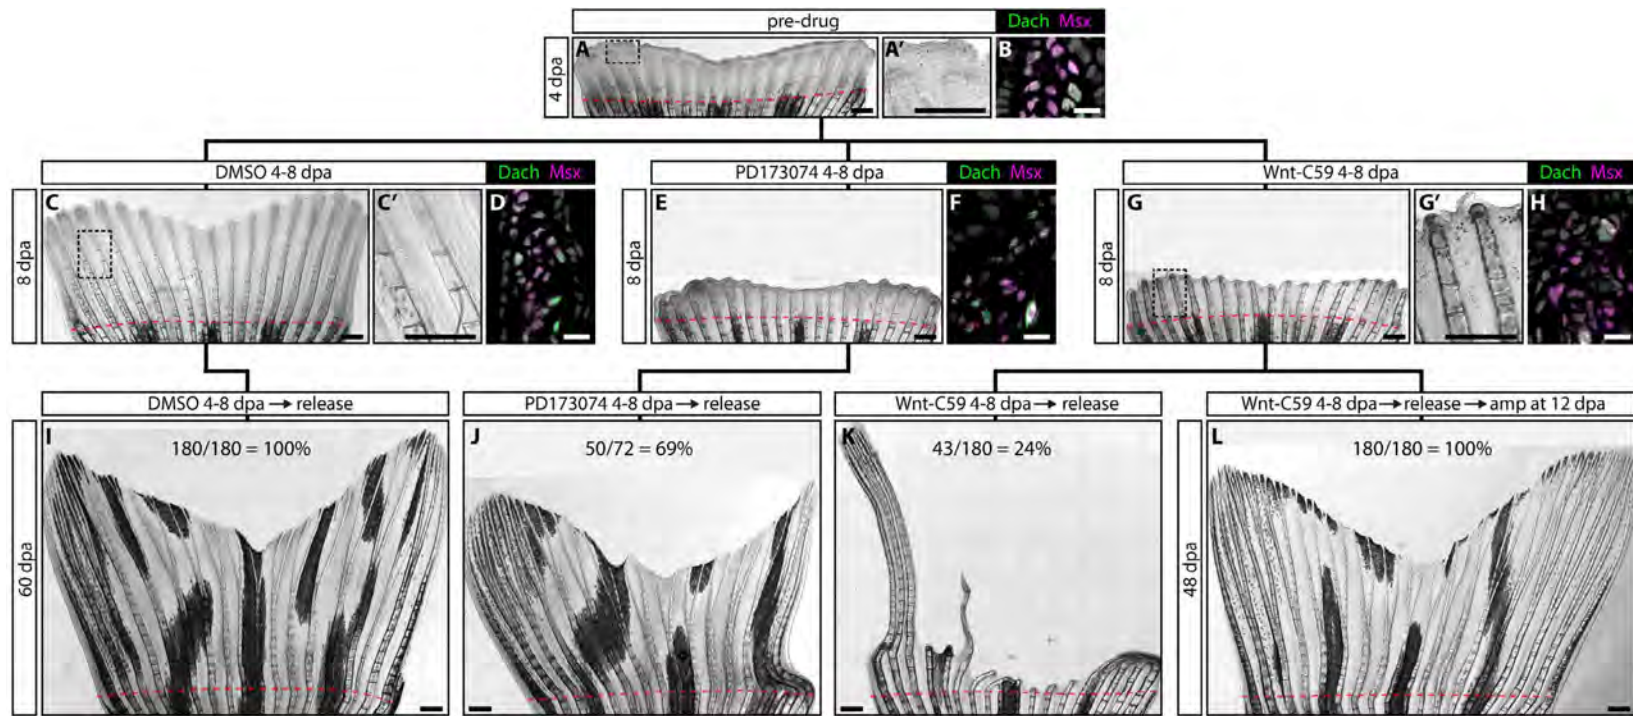 pre-drug
Dach Msx
4 dpa
A
A'
B
DMSO 4-8 dpa
Dach Msx
PD173074 4-8 dpa
Dach Msx
Wnt-C59 4-8 dpa
Dach Msx
8 dpa
C
C'
D
8 dpa
E
F
8 dpa
G
G'
H
DMSO 4-8 dpa → release
PD173074 4-8 dpa → release
Wnt-C59 4-8 dpa → release
Wnt-C59 4-8 dpa → release → amp at 12 dpa
60 dpa
I
180/180 = 100%
J
50/72 = 69%
K
43/180 = 24%
48 dpa
L
180/180 = 100%